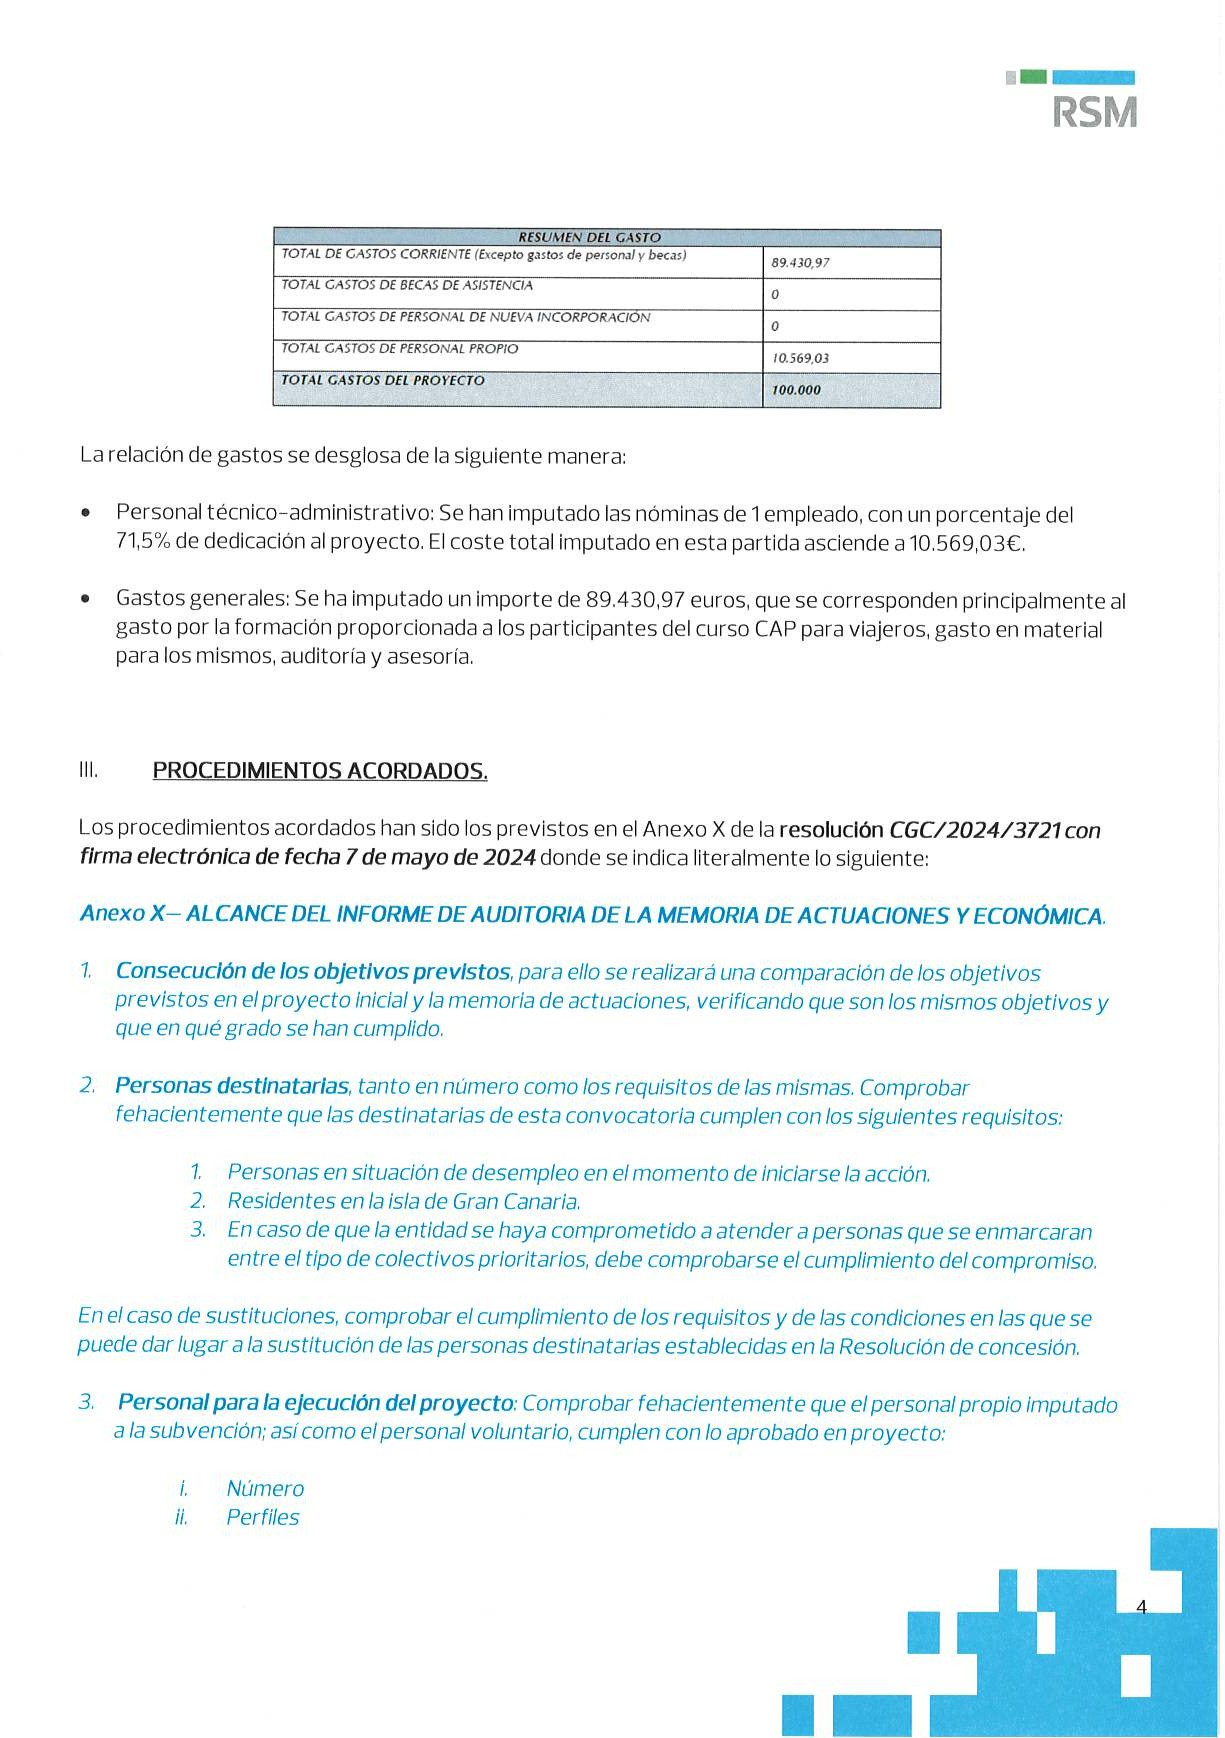 RSM
RESUMEN DEL GASTO
TOTAL DE GASTOS CORRIENTE (Excepto gastos de personal y becas) 89.430,97
TOTAL GASTOS DE BECAS DE ASISTENCIA 0
TOTAL GASTOS DE PERSONAL DE NUEVA INCORPORACIÓN 0
TOTAL GASTOS DE PERSONAL PROPIO 10.569,03
TOTAL GASTOS DEL PROYECTO 100.000
La relación de gastos se desglosa de la siguiente manera:
• Personal técnico-administrativo: Se han imputado las nóminas de 1 empleado, con un porcentaje del
71,5% de dedicación al proyecto. El coste total imputado en esta partida asciende a 10.569,03€.
• Gastos generales: Se ha imputado un importe de 89.430,97 euros, que se corresponden principalmente al
gasto por la formación proporcionada a los participantes del curso CAP para viajeros, gasto en material
para los mismos, auditoría y asesoría.
III. PROCEDIMIENTOS ACORDADOS.
Los procedimientos acordados han sido los previstos en el Anexo X de la resolución CGC/2024/3721 con
firma electrónica de fecha 7 de mayo de 2024 donde se indica literalmente lo siguiente:
Anexo X– ALCANCE DEL INFORME DE AUDITORIA DE LA MEMORIA DE ACTUACIONES Y ECONÓMICA.
1. Consecución de los objetivos previstos, para ello se realizará una comparación de los objetivos
previstos en el proyecto inicial y la memoria de actuaciones, verificando que son los mismos objetivos y
que en qué grado se han cumplido.
2. Personas destinatarias, tanto en número como los requisitos de las mismas. Comprobar
fehacientemente que las destinatarias de esta convocatoria cumplen con los siguientes requisitos:
1. Personas en situación de desempleo en el momento de iniciarse la acción.
2. Residentes en la isla de Gran Canaria.
3. En caso de que la entidad se haya comprometido a atender a personas que se enmarcaran
entre el tipo de colectivos prioritarios, debe comprobarse el cumplimiento del compromiso.
En el caso de sustituciones, comprobar el cumplimiento de los requisitos y de las condiciones en las que se
puede dar lugar a la sustitución de las personas destinatarias establecidas en la Resolución de concesión.
3. Personal para la ejecución del proyecto: Comprobar fehacientemente que el personal propio imputado
a la subvención; así como el personal voluntario, cumplen con lo aprobado en proyecto:
i. Número
ii. Perfiles
4